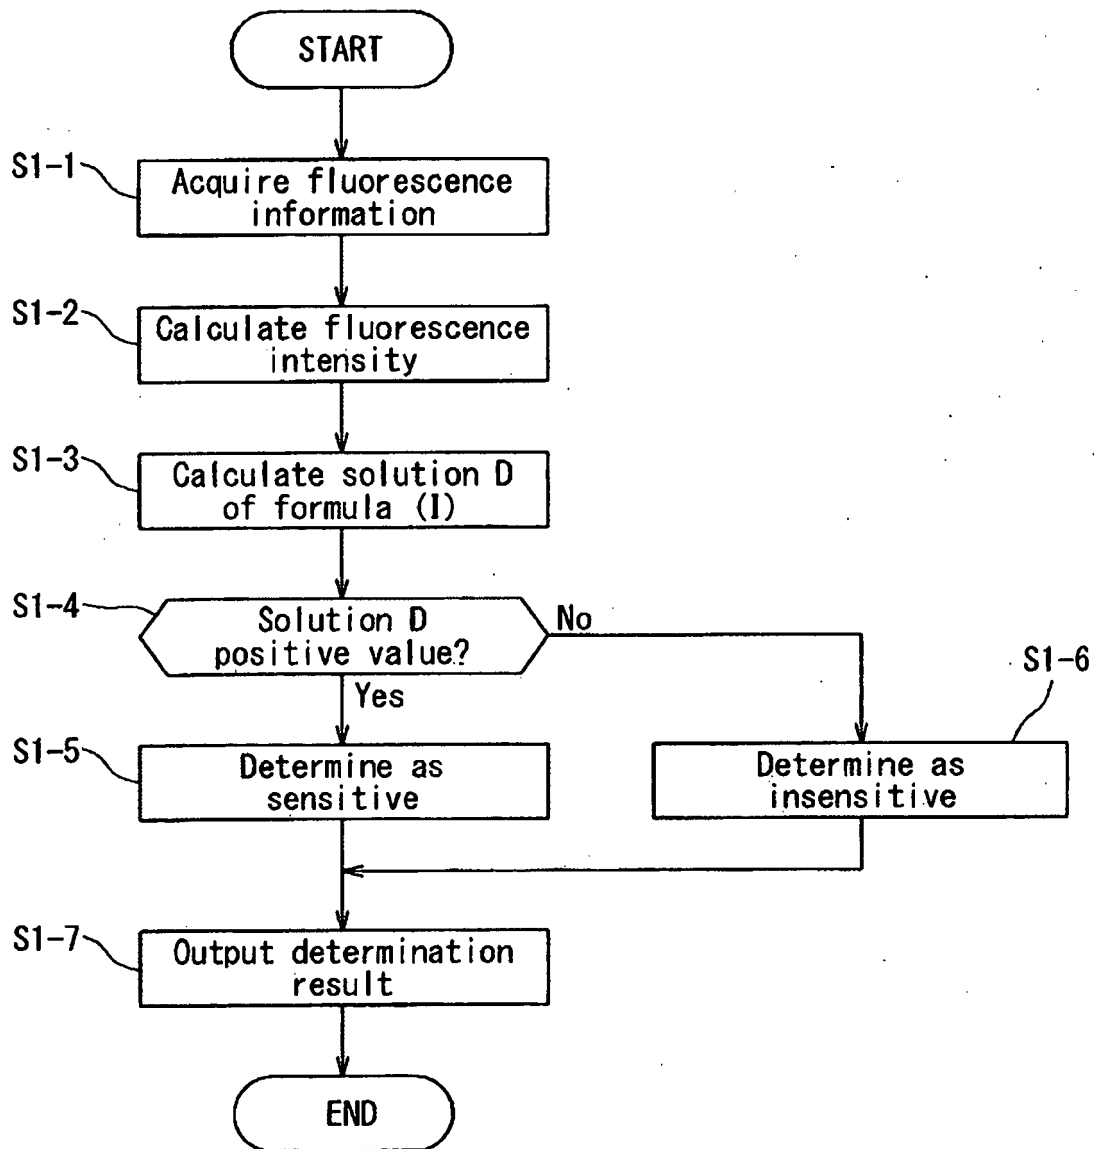 START
S1-1
Acquire fluorescence
information
S1-2
Calculate fluorescence
intensity
S1-3
Calculate solution D
of formula (I)
S1-4
Solution D
positive value?
No
Yes
S1-5
Determine as
sensitive
S1-6
Determine as
insensitive
S1-7
Output determination
result
END